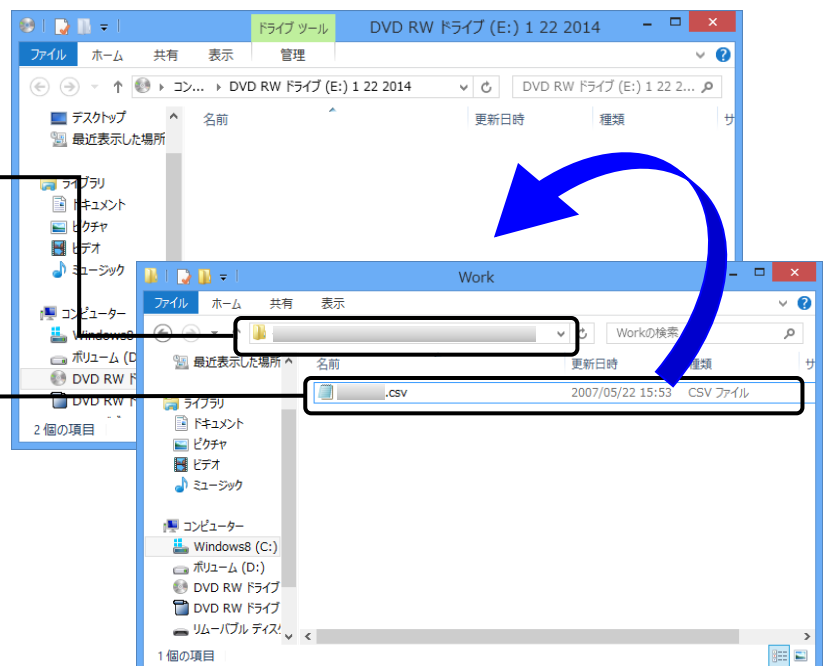 ドライブ ツール
DVD RW ドライブ (E:) 1 22 2014
ファイル ホーム 共有 表示 管理
コン... DVD RW ドライブ (E:) 1 22 2014
DVD RW ドライブ (E:) 1 22 2...
デスクトップ
最近表示した場所
名前 更新日時 種類 サ
ライブラリ
ドキュメント
ピクチャ
ビデオ
ミュージック
コンピューター
Windows8
ボリューム (D
DVD RW ド
DVD RW ド
2 個の項目
Work
ファイル ホーム 共有 表示
Workの検索
最近表示した場所
名前 更新日時 種類 サ
.csv 2007/05/22 15:53 CSV ファイル
ライブラリ
ドキュメント
ピクチャ
ビデオ
ミュージック
コンピューター
Windows8 (C:)
ボリューム (D:)
DVD RW ドライブ
DVD RW ドライブ
リムーバブル ディスク
1 個の項目